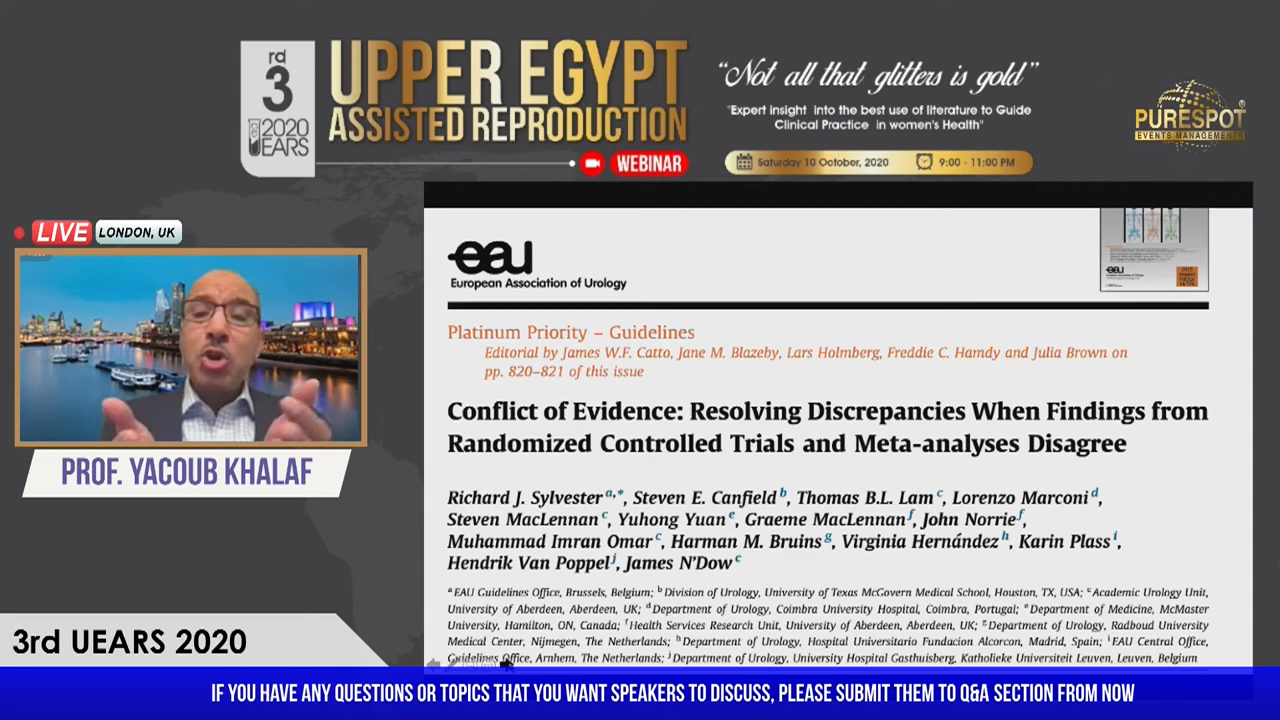 rd
3
2020
UEARS
UPPER EGYPT
ASSISTED REPRODUCTION
WEBINAR
“Not all that glitters is gold”
"Expert insight into the best use of literature to Guide
Clinical Practice in women's Health"
Saturday 10 October, 2020
9:00 - 11:00 PM
PURESPOT®
EVENTS MANAGEMENTS
LIVE
LONDON, UK
PROF. YACOUB KHALAF
eau
European Association of Urology
Platinum Priority – Guidelines
Editorial by James W.F. Catto, Jane M. Blazeby, Lars Holmberg, Freddie C. Hamdy and Julia Brown on
pp. 820–821 of this issue
Conflict of Evidence: Resolving Discrepancies When Findings from
Randomized Controlled Trials and Meta-analyses Disagree
Richard J. Sylvester a,*, Steven E. Canfield b, Thomas B.L. Lam c, Lorenzo Marconi d,
Steven MacLennan c, Yuhong Yuan e, Graeme MacLennan f, John Norrie f,
Muhammad Imran Omar c, Harman M. Bruins g, Virginia Hernández h, Karin Plass i,
Hendrik Van Poppel j, James N’Dow c
a EAU Guidelines Office, Brussels, Belgium; b Division of Urology, University of Texas McGovern Medical School, Houston, TX, USA; c Academic Urology Unit,
University of Aberdeen, Aberdeen, UK; d Department of Urology, Coimbra University Hospital, Coimbra, Portugal; e Department of Medicine, McMaster
University, Hamilton, ON, Canada; f Health Services Research Unit, University of Aberdeen, Aberdeen, UK; g Department of Urology, Radboud University
Medical Center, Nijmegen, The Netherlands; h Department of Urology, Hospital Universitario Fundacion Alcorcon, Madrid, Spain; i EAU Central Office,
Guidelines Office, Arnhem, The Netherlands; j Department of Urology, University Hospital Gasthuisberg, Katholieke Universiteit Leuven, Leuven, Belgium
3rd UEARS 2020
IF YOU HAVE ANY QUESTIONS OR TOPICS THAT YOU WANT SPEAKERS TO DISCUSS, PLEASE SUBMIT THEM TO Q&A SECTION FROM NOW